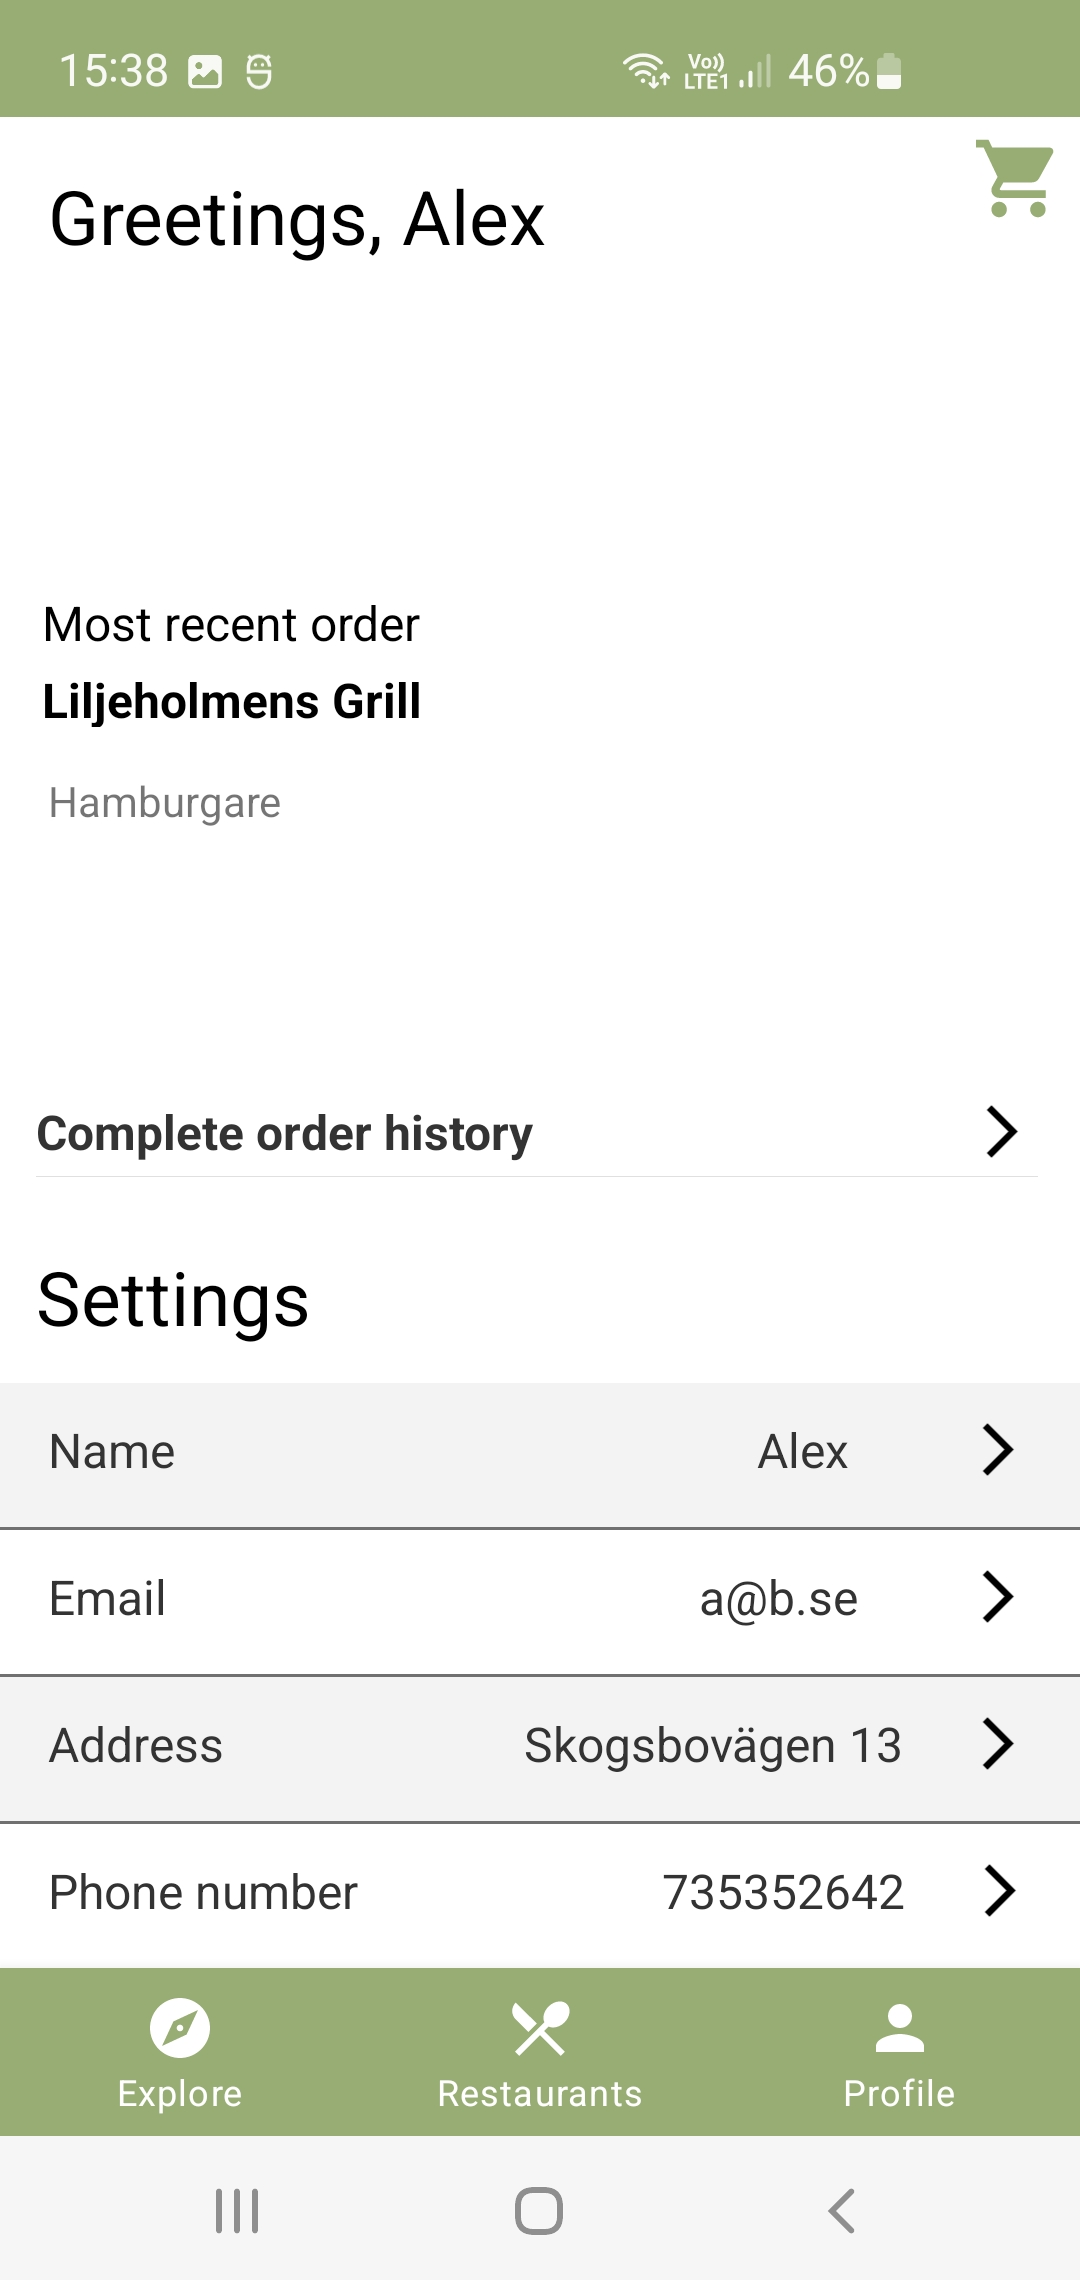 15:38 Vo)) LTE1 46%
Greetings, Alex
Most recent order
Liljeholmens Grill
Hamburgare
Complete order history
Settings
Name Alex
Email a@b.se
Address Skogsbovägen 13
Phone number 735352642
Explore Restaurants Profile